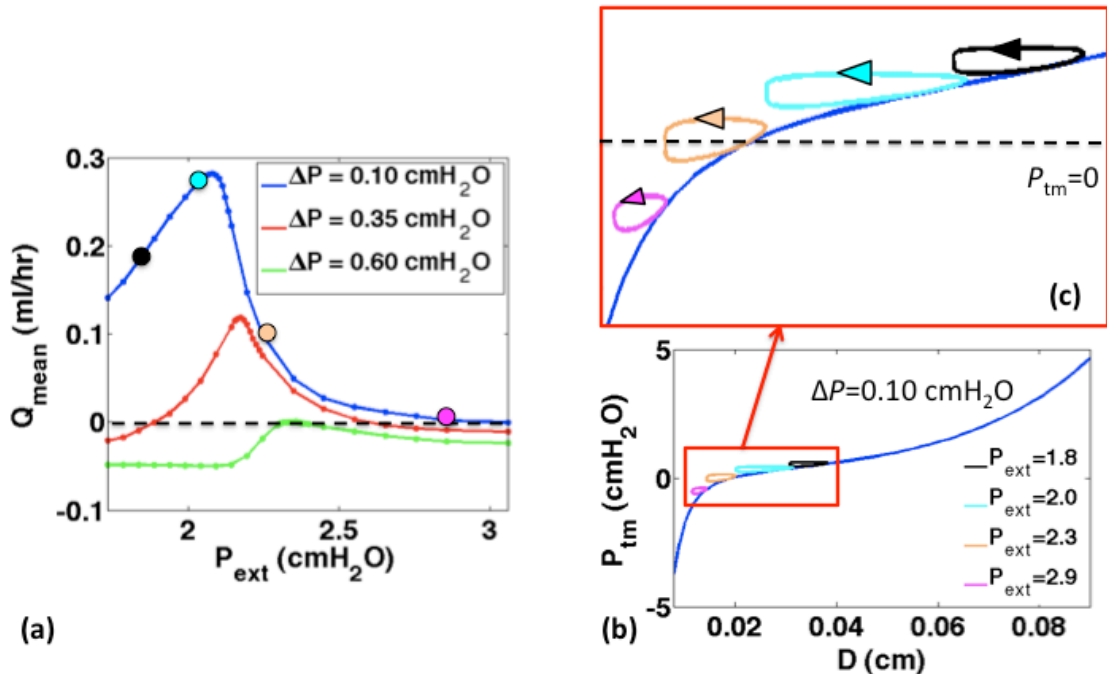 (a)
Q_mean (ml/hr)
0.3
0.2
0.1
0
-0.1
ΔP = 0.10 cmH₂O
ΔP = 0.35 cmH₂O
ΔP = 0.60 cmH₂O
2
2.5
3
P_ext (cmH₂O)
P_tm=0
(c)
(b)
P_tm (cmH₂O)
5
0
-5
ΔP=0.10 cmH₂O
P_ext=1.8
P_ext=2.0
P_ext=2.3
P_ext=2.9
0.02
0.04
0.06
0.08
D (cm)